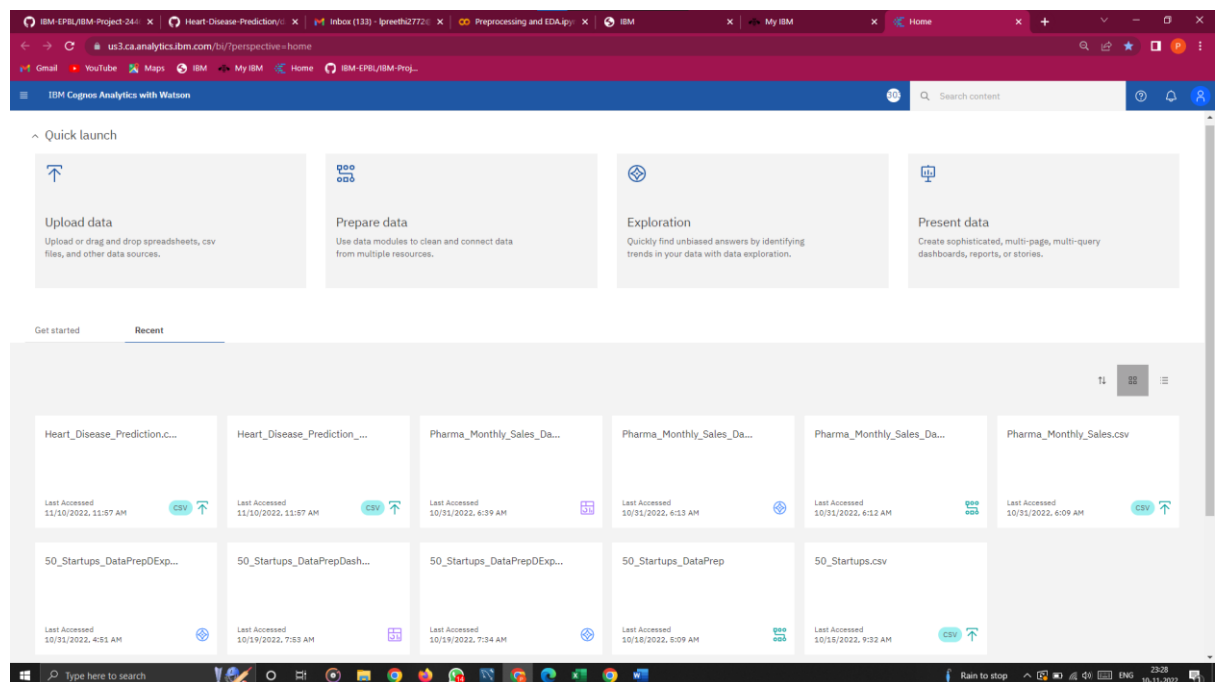 IBM-EPBL/IBM-Project-244 Heart-Disease-Prediction/ Inbox (133) - lpreethi2772 Preprocessing and EDA.ipy IBM My IBM Home
us3.ca.analytics.ibm.com/bi/?perspective=home
Gmail YouTube Maps IBM My IBM Home IBM-EPBL/IBM-Proj...
IBM Cognos Analytics with Watson Search content
Quick launch
Upload data Prepare data Exploration Present data
Upload or drag and drop spreadsheets, csv Use data modules to clean and connect data Quickly find unbiased answers by identifying Create sophisticated, multi-page, multi-query
files, and other data sources. from multiple resources. trends in your data with data exploration. dashboards, reports, or stories.
Get started Recent
Heart_Disease_Prediction.c... Heart_Disease_Prediction_... Pharma_Monthly_Sales_Da... Pharma_Monthly_Sales_Da... Pharma_Monthly_Sales_Da... Pharma_Monthly_Sales.csv
Last Accessed Last Accessed Last Accessed Last Accessed Last Accessed Last Accessed
11/10/2022, 11:57 AM CSV 11/10/2022, 11:57 AM CSV 10/31/2022, 6:39 AM 10/31/2022, 6:13 AM 10/31/2022, 6:12 AM 10/31/2022, 6:09 AM CSV
50_Startups_DataPrepDExp... 50_Startups_DataPrepDash... 50_Startups_DataPrepDExp... 50_Startups_DataPrep 50_Startups.csv
Last Accessed Last Accessed Last Accessed Last Accessed Last Accessed
10/31/2022, 4:51 AM 10/19/2022, 7:53 AM 10/19/2022, 7:34 AM 10/18/2022, 5:09 AM 10/15/2022, 9:32 AM CSV
Type here to search Rain to stop ENG 23:28
10-11-2022